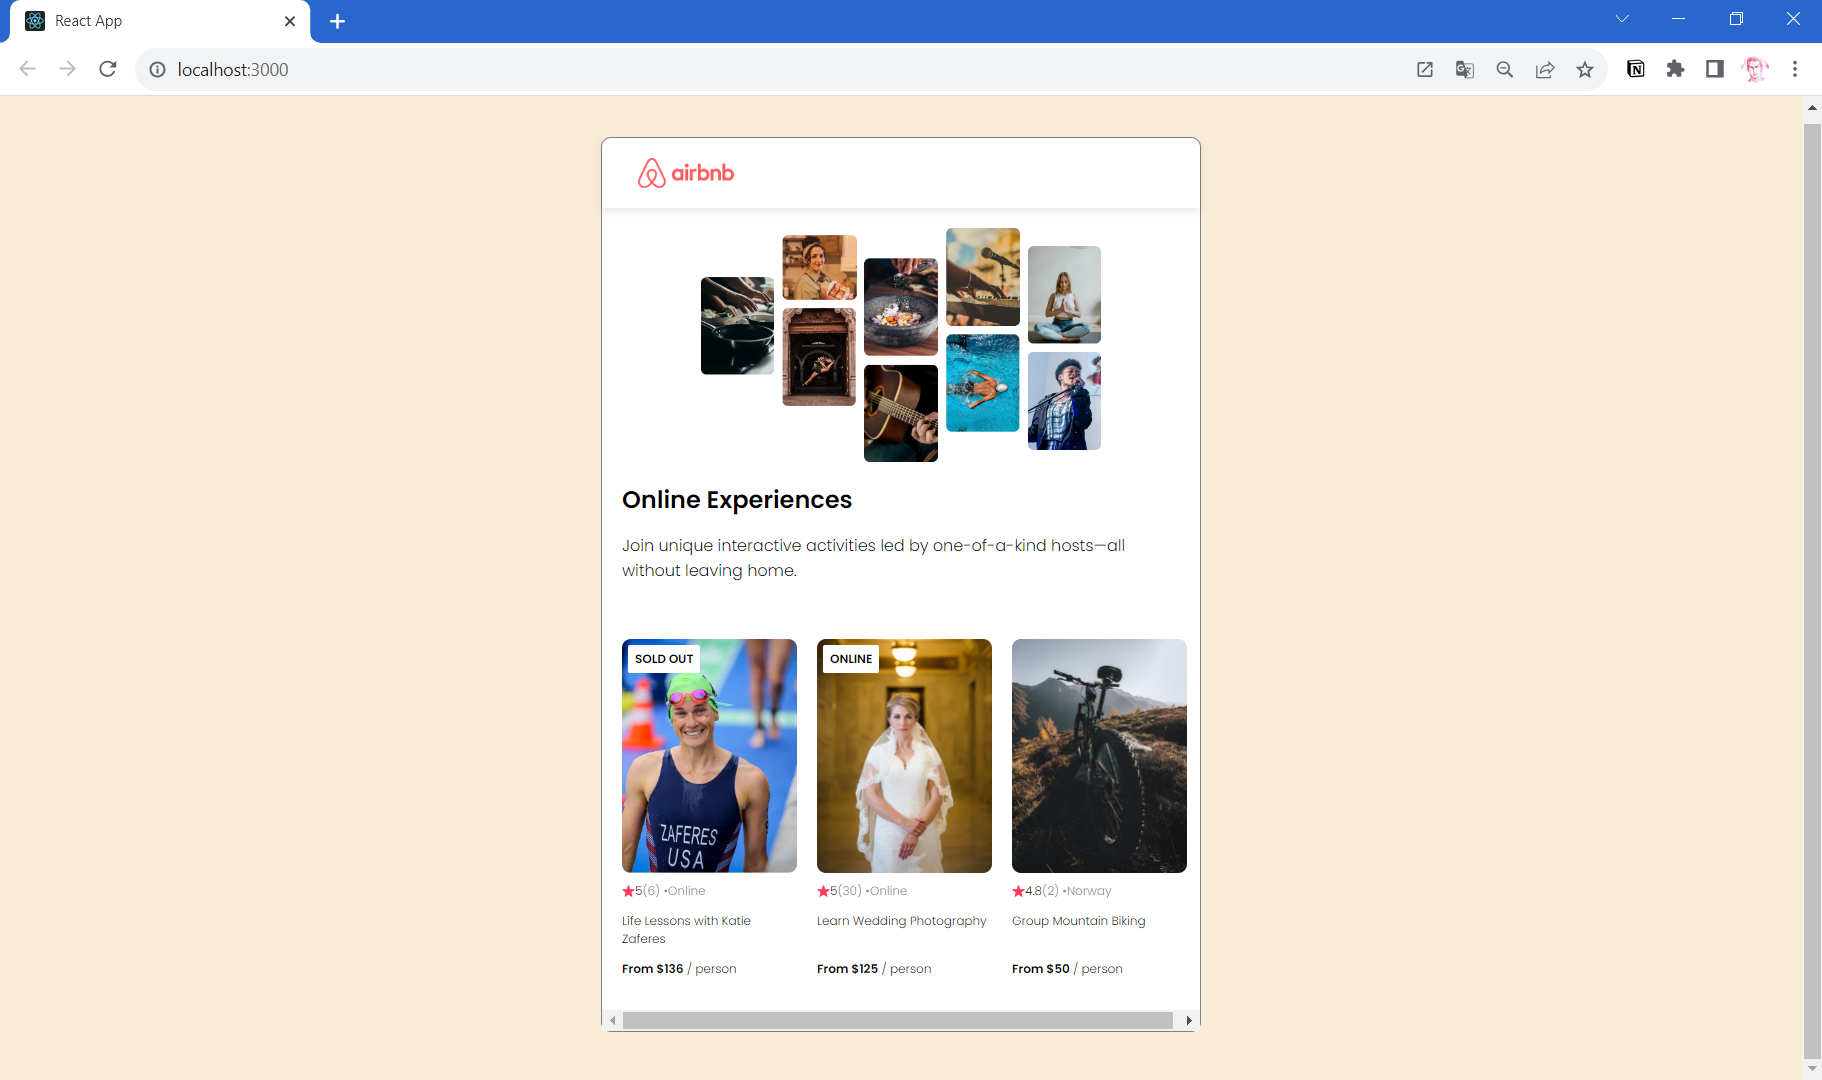 React App
localhost:3000
airbnb
Online Experiences
Join unique interactive activities led by one-of-a-kind hosts—all
without leaving home.
SOLD OUT
ZAFERES
USA
5(6) •Online
Life Lessons with Katie
Zaferes
From $136 / person
ONLINE
5(30) •Online
Learn Wedding Photography
From $125 / person
4.8(2) •Norway
Group Mountain Biking
From $50 / person